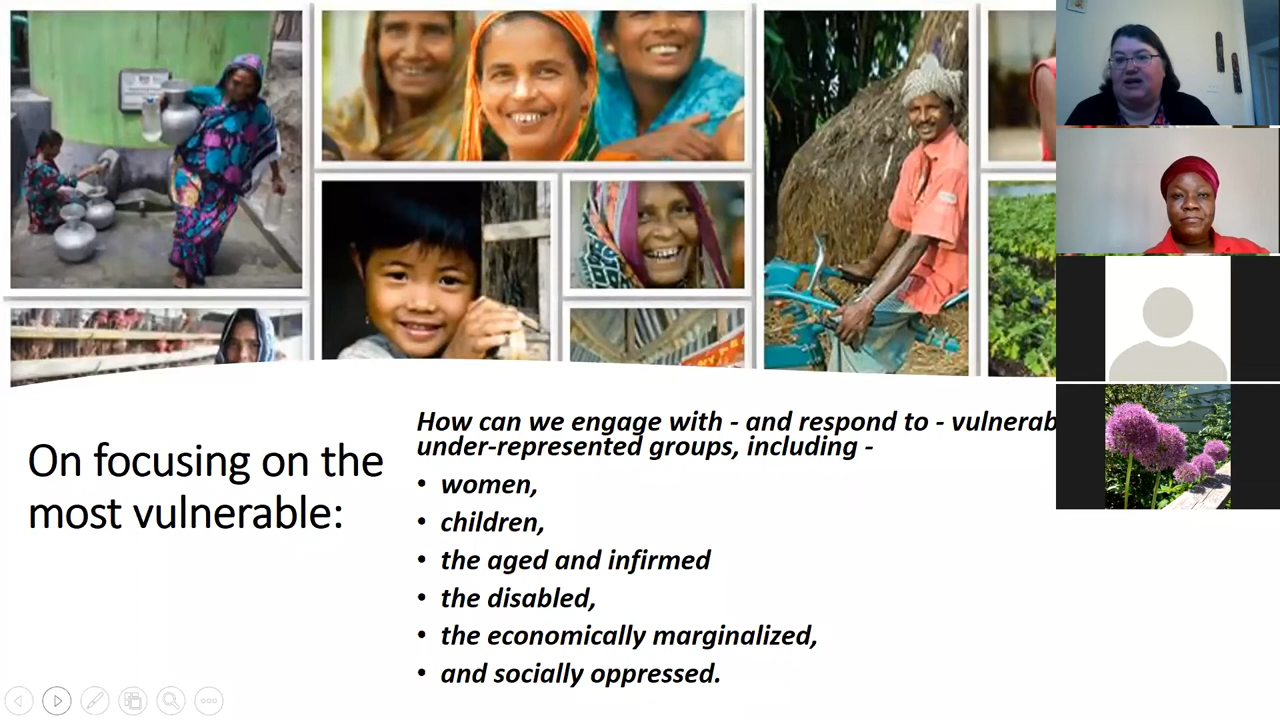 On focusing on the
most vulnerable:
How can we engage with - and respond to - vulnerab
under-represented groups, including -
• women,
• children,
• the aged and infirmed
• the disabled,
• the economically marginalized,
• and socially oppressed.